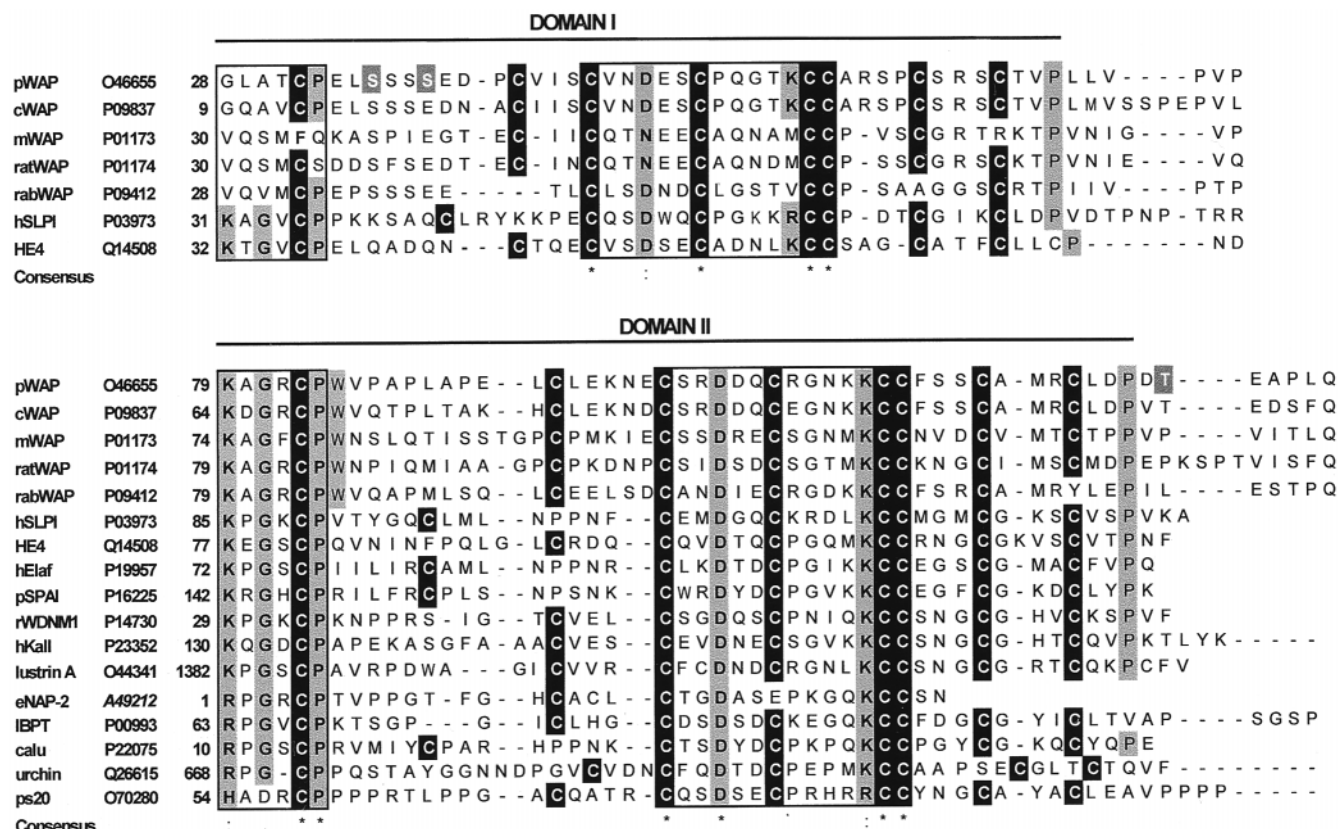 DOMAIN I
pWAP O46655 28 GLATCPELSSSSED-PCVISCVNDESCPQGTKCCARSPCSRSCTVPLLV----PVP
cWAP P09837 9 GQAVCPELSSSEDN-ACIISCVNDESCPQGTKCCARSPCSRSCTVPLMVSSPEPVL
mWAP P01173 30 VQSMFQKASPIEGT-EC-IICQTNEECAQNAMCCP-VSCGRTRKTPVNIG---VP
ratWAP P01174 30 VQSMCSDDSFSEDT-EC-INCQTNEECAQNDMCCP-SSCGRSCKTPVNIE---VQ
rabWAP P09412 28 VQVMCPEPSSSEE----TLCLSDNDCLGSTVCCP-SAAGGSCRTPIIV---PTP
hSLPI P03973 31 KAGVCPPKKSAQCLRYKKPECQSDWQCPGKKRCCP-DTCGIKCLDPVDTPNP-TRR
HE4 Q14508 32 KTGVCPELQADQN---CTQECVSDSECADNLKCCSAG-CATFCLLCP-------ND
Consensus * : * **
DOMAIN II
pWAP O46655 79 KAGRCPWVPAPLAPE--LCLEKNECSRDDQCRGNKKCCFSSCA-MRCLDPDT----EAPLQ
cWAP P09837 64 KDGRCPWVQTPLTAK--HCLEKNDCSRDDQCEGNKKCCFSSCA-MRCLDPVT----EDSFQ
mWAP P01173 74 KAGFCPWNSLQTISSTGPCPMKIECSSDRECSGNMKCCNVDCV-MTCTPPVP----VITLQ
ratWAP P01174 79 KAGRCPWNPIQMIAA-GPCPKDNPCSIDSDCSGTMKCCKNGCI-MSCMDPEPKSPTVISFQ
rabWAP P09412 79 KAGRCPWVQAPMLSQ--LCEELSDCANDIECRGDKKCCFSRCA-MRYLEPIL----ESTPQ
hSLPI P03973 85 KPGKCPVTYGQCLML--NPPNF--CEMDGQCKRDLKCCMGMCG-KSCVSPVKA
HE4 Q14508 77 KEGSCPQVNINFPQLG-LCRDQ--CQVDTQCPGQMKCCRNGCGKVSCVTPNF
hElaf P19957 72 KPGSCPIILIRCAML--NPPNR--CLKDTDCPGIKKCCEGSCG-MACFVPQ
pSPAI P16225 142 KRGHCPRILFRCPLS--NPSNK--CWRDYDCPGVKKCCEGFCG-KDCLYPK
rWDNM1 P14730 29 KPGKCPKNPPRS-IG--TCVEL--CSGDQSCPNIQKCCSNGCG-HVCKSPVF
hKall P23352 130 KQGDCPAPEKASGFA-AACVES--CEVDNECSGVKKCCSNGCG-HTCQVPKTLYK-----
lustrin A O44341 1382 KPGSCPAVRPDWA---GICVVR--CFCDNDCRGNLKCCSNGCG-RTCQKPCFV
eNAP-2 A49212 1 RPGRCPTVPPGT-FG--HCACL--CTGDASEPKGQKCCSN
IBPT P00993 63 RPGVCPKTSGP---G--ICLHG--CDSDSDCKEGQKCCFDGCG-YICLTVAP----SGSP
calu P22075 10 RPGSCPRVMIYCPAR--HPPNK--CTSDYDCPKPQKCCPGYCG-KQCYQPE
urchin Q26615 668 RPG-CPPQSTAYGGNNDPGVCVDNCFQDTDCPEPMKCCAAPSECGLTCTQVF--------
ps20 O70280 54 HADRCPPPPRTLPPG--ACQATR-CQSDSECPRHRRCCYNGCA-YACLEAVPPPP-----
Consensus : ** * * . :**